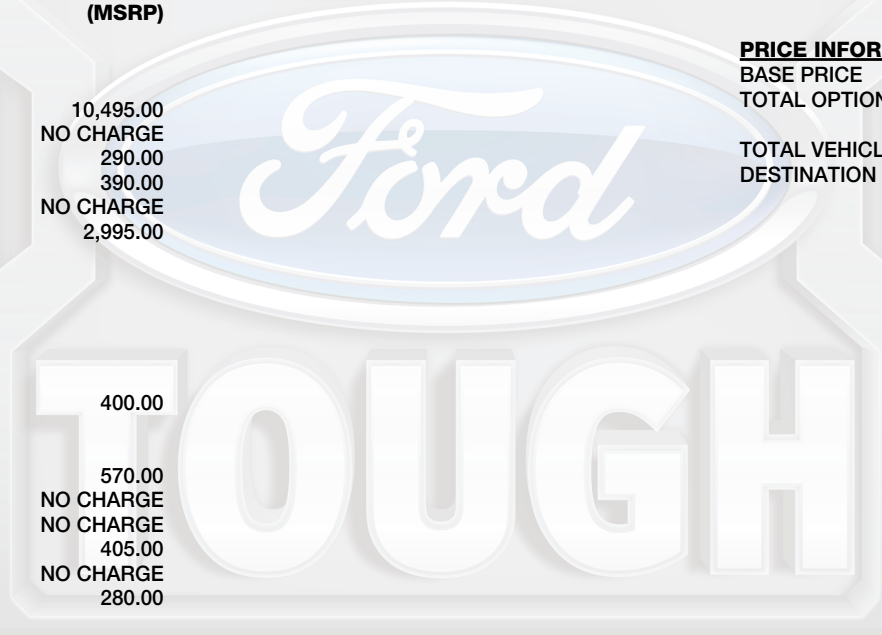 (MSRP)
10,495.00
NO CHARGE
290.00
390.00
NO CHARGE
2,995.00
400.00
570.00
NO CHARGE
NO CHARGE
405.00
NO CHARGE
280.00
PRICE INFOR
BASE PRICE
TOTAL OPTION
TOTAL VEHICL
DESTINATION
Ford
TOUGH